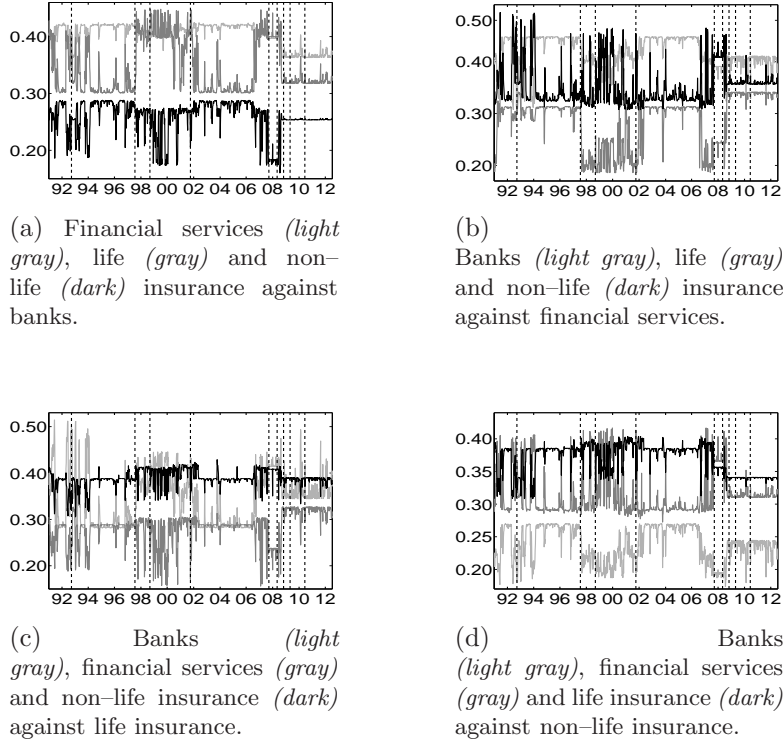 0.40
0.30
0.20
92 94 96 98 00 02 04 06 08 10 12
(a) Financial services (light
gray), life (gray) and non–
life (dark) insurance against
banks.
0.50
0.40
0.30
0.20
92 94 96 98 00 02 04 06 08 10 12
(b)
Banks (light gray), life (gray)
and non–life (dark) insurance
against financial services.
0.50
0.40
0.30
0.20
92 94 96 98 00 02 04 06 08 10 12
(c) Banks (light
gray), financial services (gray)
and non–life insurance (dark)
against life insurance.
0.40
0.35
0.30
0.25
0.20
92 94 96 98 00 02 04 06 08 10 12
(d) Banks
(light gray), financial services
(gray) and life insurance (dark)
against non–life insurance.